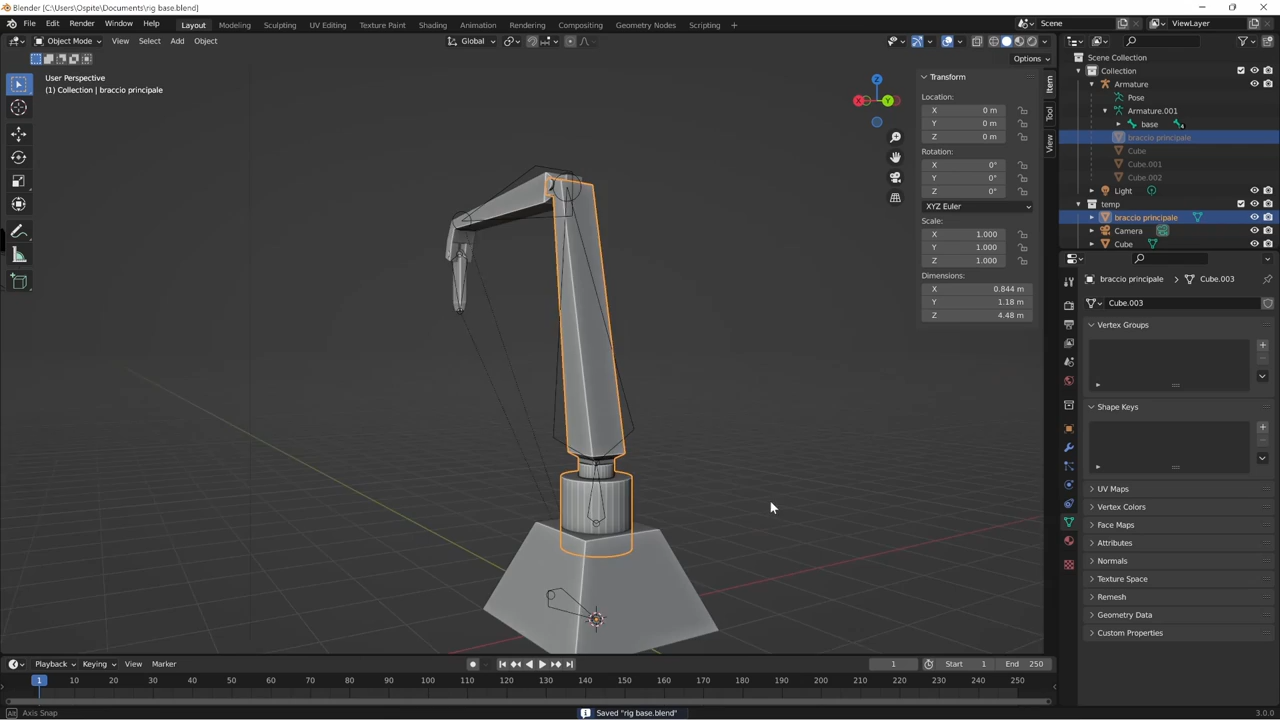 Blender [C:\Users\Ospite\Documents\rig base.blend]
File Edit Render Window Help Layout Modeling Sculpting UV Editing Texture Paint Shading Animation Rendering Compositing Geometry Nodes Scripting + Scene ViewLayer
Object Mode View Select Add Object Global
Options
User Perspective
(1) Collection | braccio principale
Transform
Location:
X 0 m
Y 0 m
Z 0 m
Rotation:
X 0°
Y 0°
Z 0°
XYZ Euler
Scale:
X 1.000
Y 1.000
Z 1.000
Dimensions:
X 0.844 m
Y 1.18 m
Z 4.48 m
Item
Tool
View
Z
X
Y
Scene Collection
Collection
Armature
Pose
Armature.001
base
braccio principale
Cube
Cube.001
Cube.002
Light
temp
braccio principale
Camera
Cube
braccio principale > Cube.003
Cube.003
Vertex Groups
Shape Keys
UV Maps
Vertex Colors
Face Maps
Attributes
Normals
Texture Space
Remesh
Geometry Data
Custom Properties
Playback Keying View Marker 1 Start 1 End 250
1 10 20 30 40 50 60 70 80 90 100 110 120 130 140 150 160 170 180 190 200 210 220 230 240 250
Axis Snap Saved "rig base.blend" 3.0.0